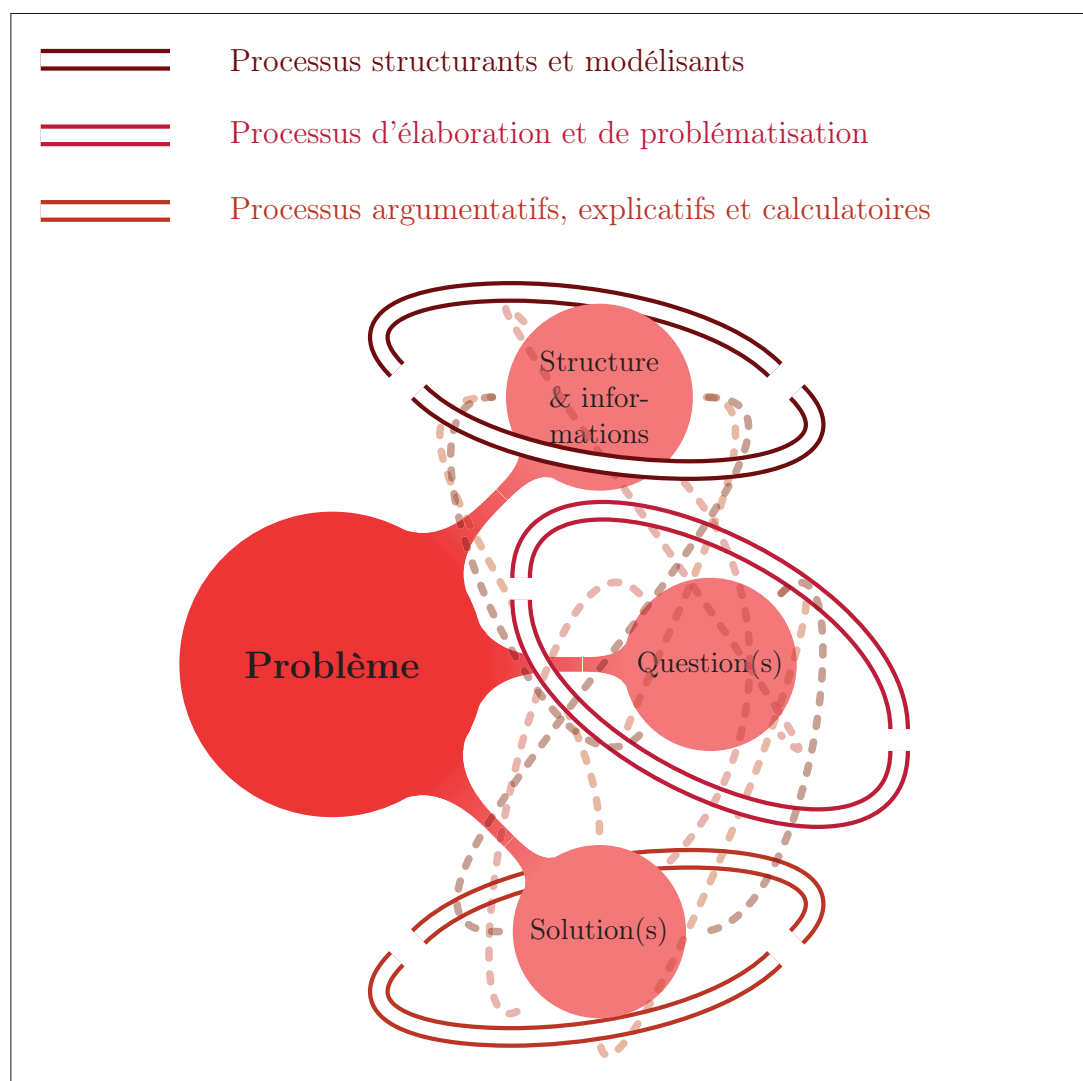 Processus structurants et modélisants
Processus d'élaboration et de problématisation
Processus argumentatifs, explicatifs et calculatoires
Structure
& infor-
mations
Problème
Question(s)
Solution(s)